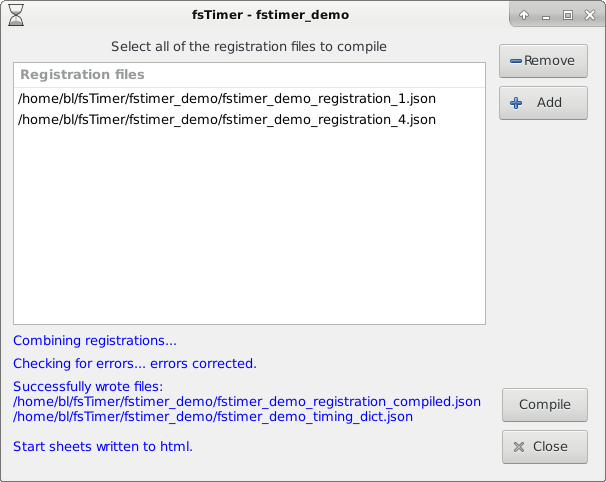 fsTimer - fstimer_demo
Select all of the registration files to compile
Registration files
/home/bl/fsTimer/fstimer_demo/fstimer_demo_registration_1.json
/home/bl/fsTimer/fstimer_demo/fstimer_demo_registration_4.json
Remove
Add
Combining registrations...
Checking for errors... errors corrected.
Successfully wrote files:
/home/bl/fsTimer/fstimer_demo/fstimer_demo_registration_compiled.json
/home/bl/fsTimer/fstimer_demo/fstimer_demo_timing_dict.json
Start sheets written to html.
Compile
Close